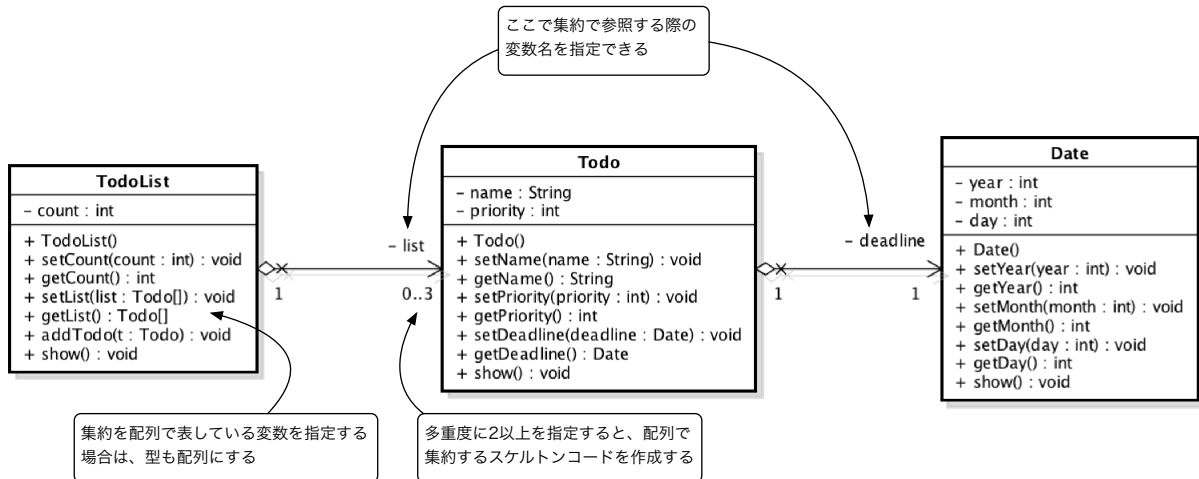 ここで集約で参照する際の
変数名を指定できる
TodoList
− count : int
+ TodoList()
+ setCount(count : int) : void
+ getCount() : int
+ setList(list : Todo[]) : void
+ getList() : Todo[]
+ addTodo(t : Todo) : void
+ show() : void
− list
1
0..3
Todo
− name : String
− priority : int
+ Todo()
+ setName(name : String) : void
+ getName() : String
+ setPriority(priority : int) : void
+ getPriority() : int
+ setDeadline(deadline : Date) : void
+ getDeadline() : Date
+ show() : void
− deadline
1
1
Date
− year : int
− month : int
− day : int
+ Date()
+ setYear(year : int) : void
+ getYear() : int
+ setMonth(month : int) : void
+ getMonth() : int
+ setDay(day : int) : void
+ getDay() : int
+ show() : void
集約を配列で表している変数を指定する
場合は、型も配列にする
多重度に2以上を指定すると、配列で
集約するスケルトンコードを作成する